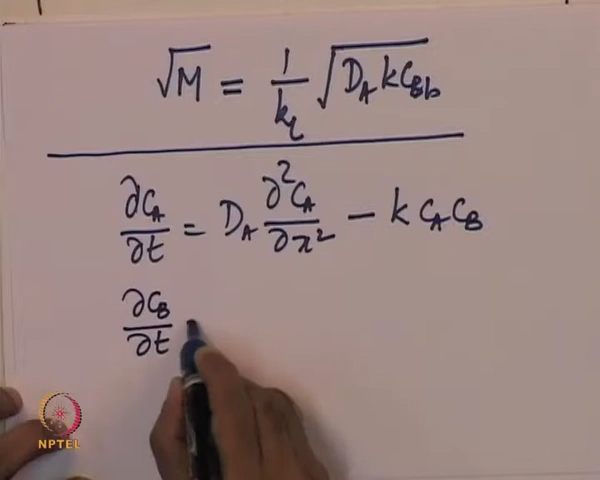 √M = 1/k_L √(D_A k C_Bb)
∂C_A/∂t = D_A ∂²C_A/∂x² − k C_A C_B
∂C_B/∂t
NPTEL